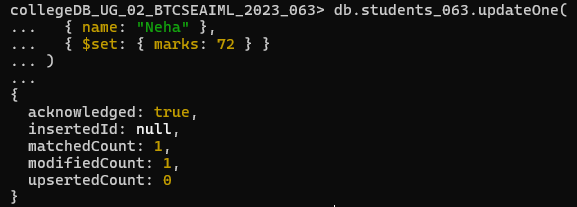 collegeDB_UG_02_BTCSEAIML_2023_063> db.students_063.updateOne(
...   { name: "Neha" },
...   { $set: { marks: 72 } }
... )
...
{
  acknowledged: true,
  insertedId: null,
  matchedCount: 1,
  modifiedCount: 1,
  upsertedCount: 0
}